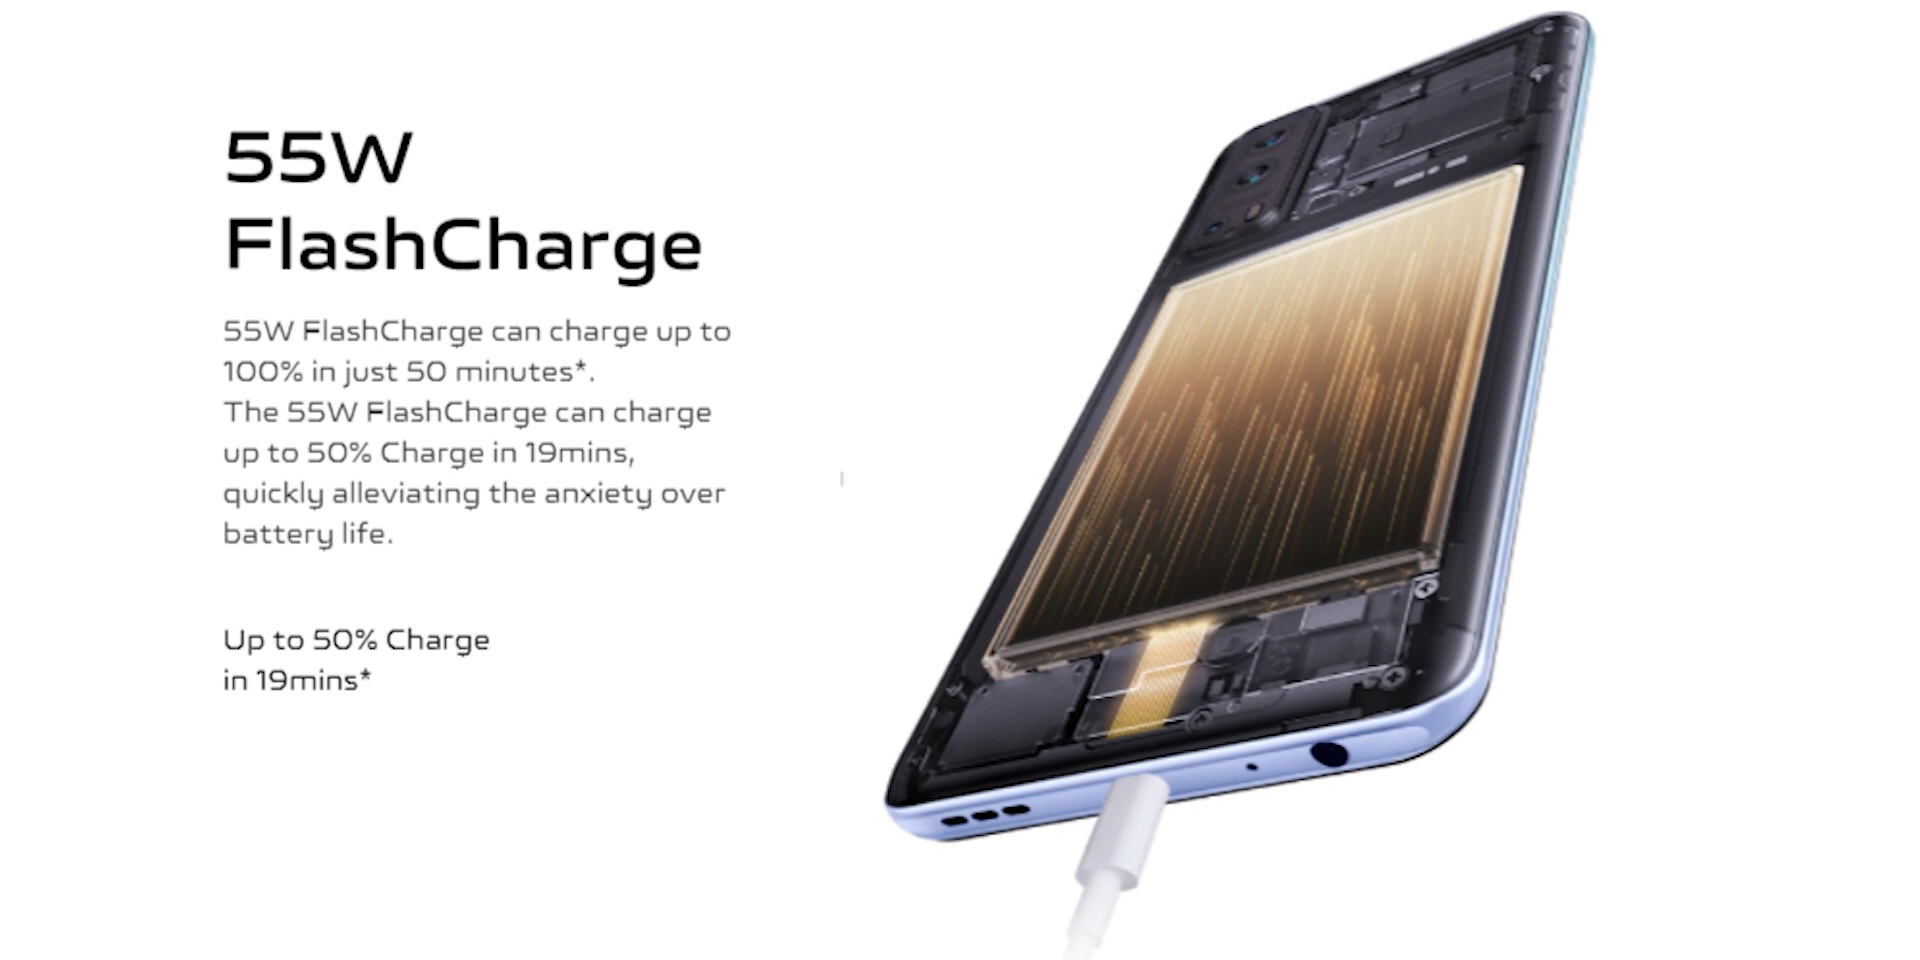 55W
FlashCharge
55W FlashCharge can charge up to
100% in just 50 minutes*.
The 55W FlashCharge can charge
up to 50% Charge in 19mins,
quickly alleviating the anxiety over
battery life.
Up to 50% Charge
in 19mins*